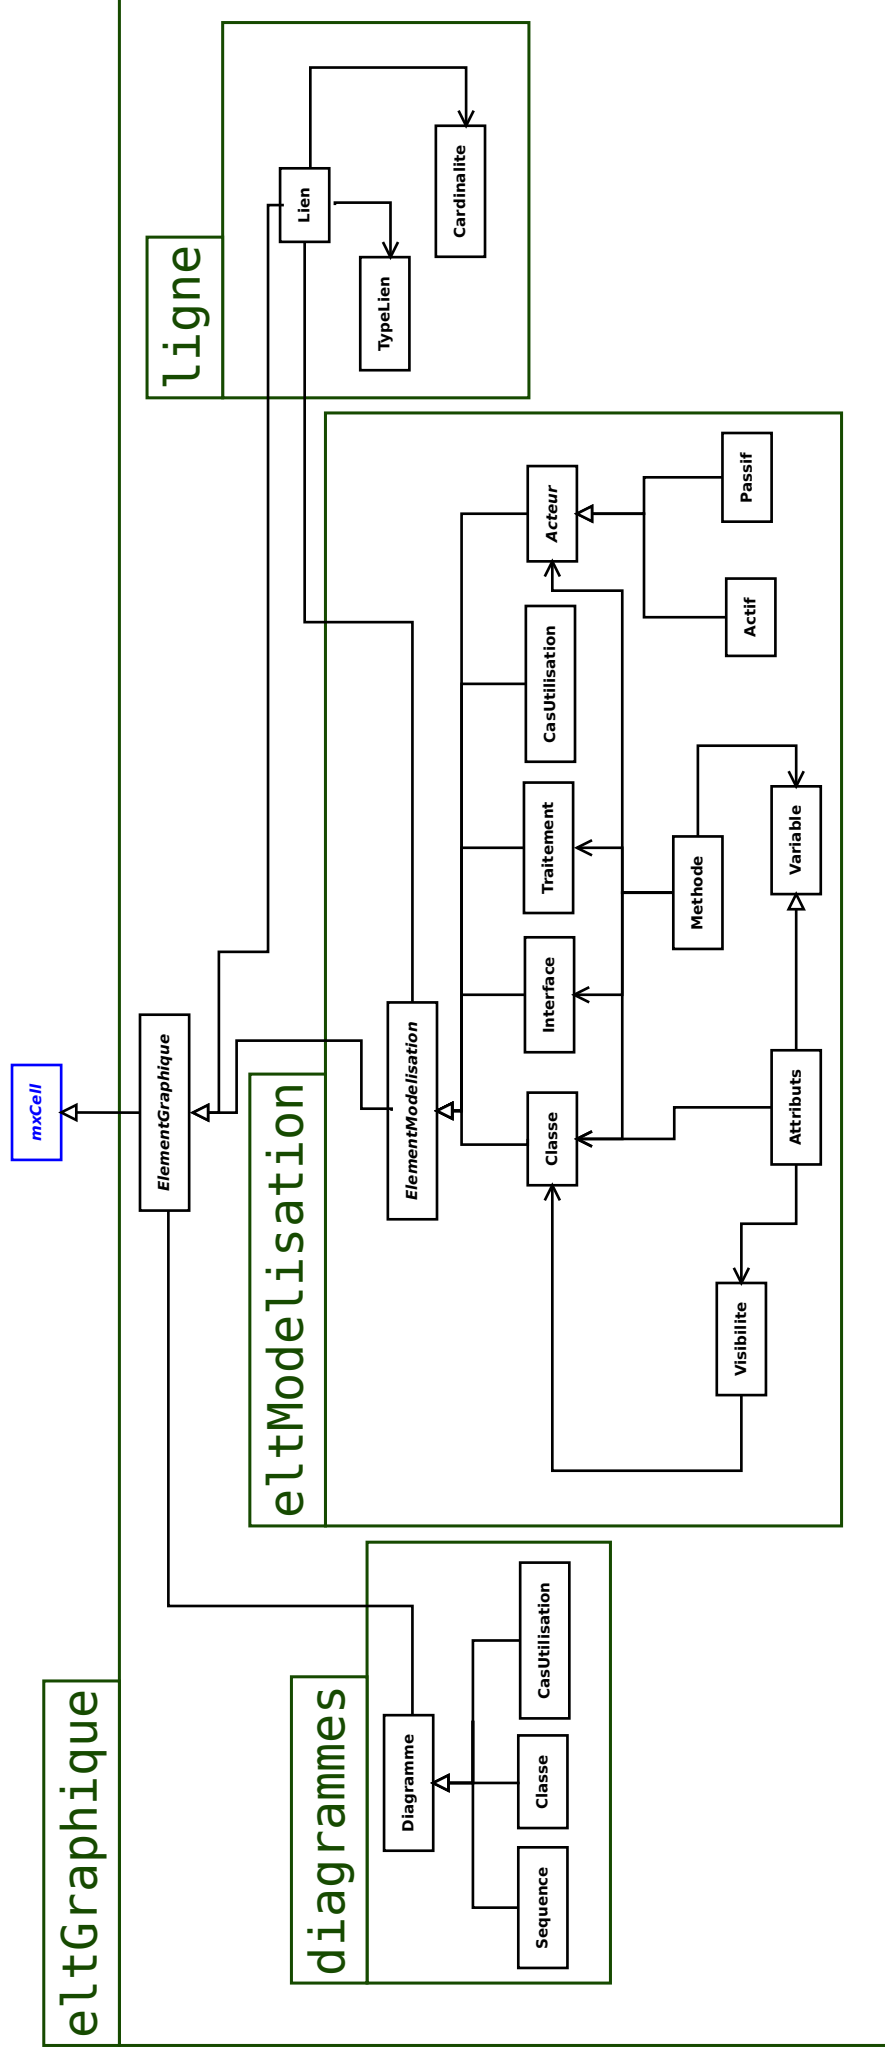 eltGraphique
mxCell
ElementGraphique
diagrammes
Diagramme
Sequence
Classe
CasUtilisation
eltModelisation
ElementModelisation
Classe
Interface
Traitement
CasUtilisation
Acteur
Visibilite
Attributs
Methode
Variable
Actif
Passif
ligne
Lien
TypeLien
Cardinalite